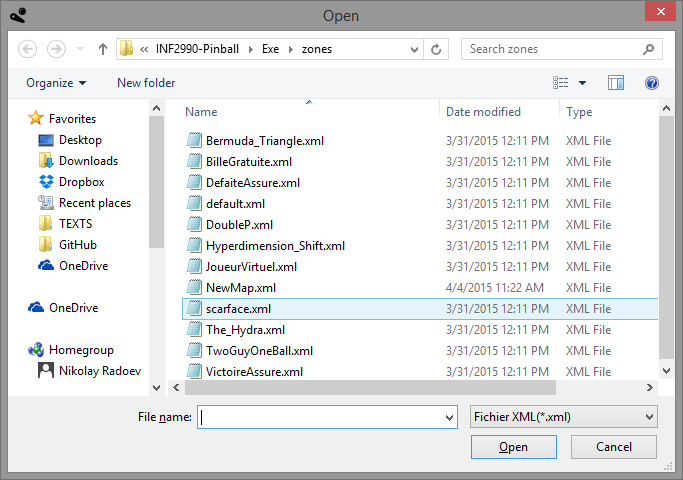 Open
« INF2990-Pinball Exe zones Search zones
Organize New folder
Name Date modified Type
Favorites
Desktop
Downloads
Dropbox
Recent places
TEXTS
GitHub
OneDrive
OneDrive
Homegroup
Nikolay Radoev
Bermuda_Triangle.xml 3/31/2015 12:11 PM XML File
BilleGratuite.xml 3/31/2015 12:11 PM XML File
DefaiteAssure.xml 3/31/2015 12:11 PM XML File
default.xml 3/31/2015 12:11 PM XML File
DoubleP.xml 3/31/2015 12:11 PM XML File
Hyperdimension_Shift.xml 3/31/2015 12:11 PM XML File
JoueurVirtuel.xml 3/31/2015 12:11 PM XML File
NewMap.xml 4/4/2015 11:22 AM XML File
scarface.xml 3/31/2015 12:11 PM XML File
The_Hydra.xml 3/31/2015 12:11 PM XML File
TwoGuyOneBall.xml 3/31/2015 12:11 PM XML File
VictoireAssure.xml 3/31/2015 12:11 PM XML File
File name: Fichier XML(*.xml)
Open Cancel